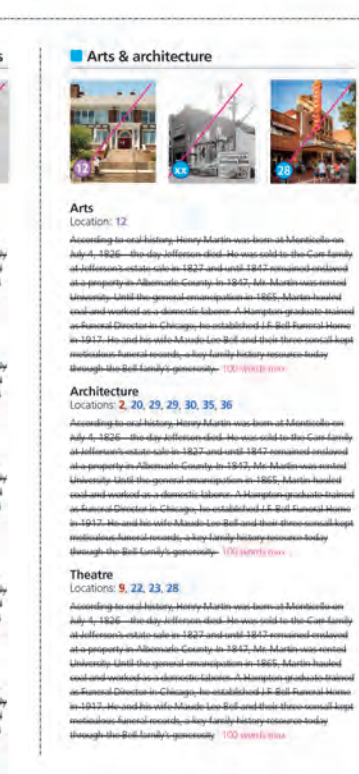 Arts & architecture
12
xx
28
Arts
Location: 12
According to oral history, Henry Martin was born at Monticello on
July 4, 1826—the day Jefferson died. He was sold to the Carr family
at Jefferson's estate sale in 1827 and until 1847 remained enslaved
at a property in Albemarle County. In 1847, Mr. Martin was rented
University. Until the general emancipation in 1865, Martin hauled
coal and worked as a domestic laborer. A Hampton graduate trained
as Funeral Director in Chicago, he established J.F. Bell Funeral Home
in 1917. He and his wife Maude Lee Bell and their three sons all kept
meticulous funeral records, a key family history resource today
through the Bell family's generosity. 100 words max
Architecture
Locations: 2, 20, 29, 29, 30, 35, 36
According to oral history, Henry Martin was born at Monticello on
July 4, 1826—the day Jefferson died. He was sold to the Carr family
at Jefferson's estate sale in 1827 and until 1847 remained enslaved
at a property in Albemarle County. In 1847, Mr. Martin was rented
University. Until the general emancipation in 1865, Martin hauled
coal and worked as a domestic laborer. A Hampton graduate trained
as Funeral Director in Chicago, he established J.F. Bell Funeral Home
in 1917. He and his wife Maude Lee Bell and their three sons all kept
meticulous funeral records, a key family history resource today
through the Bell family's generosity. 100 words max
Theatre
Locations: 9, 22, 23, 28
According to oral history, Henry Martin was born at Monticello on
July 4, 1826—the day Jefferson died. He was sold to the Carr family
at Jefferson's estate sale in 1827 and until 1847 remained enslaved
at a property in Albemarle County. In 1847, Mr. Martin was rented
University. Until the general emancipation in 1865, Martin hauled
coal and worked as a domestic laborer. A Hampton graduate trained
as Funeral Director in Chicago, he established J.F. Bell Funeral Home
in 1917. He and his wife Maude Lee Bell and their three sons all kept
meticulous funeral records, a key family history resource today
through the Bell family's generosity. 100 words max